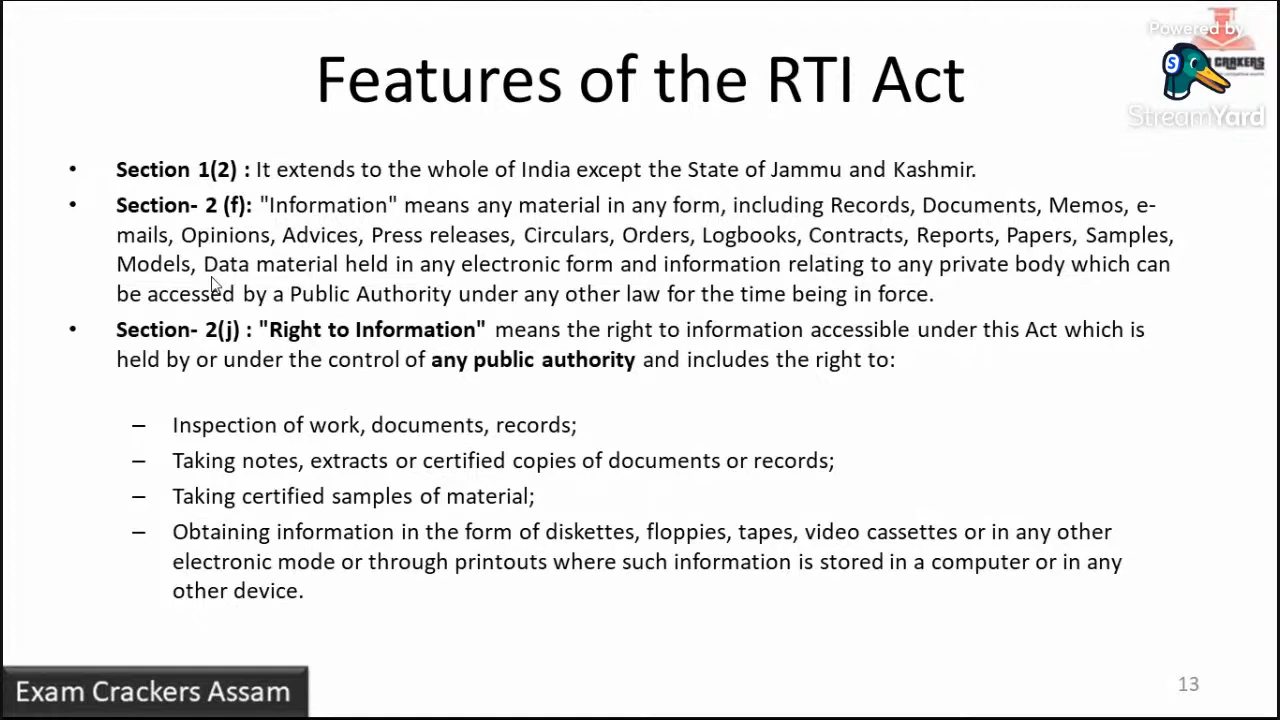 Powered by
CRAKERS
StreamYard
Features of the RTI Act
• Section 1(2) : It extends to the whole of India except the State of Jammu and Kashmir.
• Section- 2 (f): "Information" means any material in any form, including Records, Documents, Memos, e-
mails, Opinions, Advices, Press releases, Circulars, Orders, Logbooks, Contracts, Reports, Papers, Samples,
Models, Data material held in any electronic form and information relating to any private body which can
be accessed by a Public Authority under any other law for the time being in force.
• Section- 2(j) : "Right to Information" means the right to information accessible under this Act which is
held by or under the control of any public authority and includes the right to:
– Inspection of work, documents, records;
– Taking notes, extracts or certified copies of documents or records;
– Taking certified samples of material;
– Obtaining information in the form of diskettes, floppies, tapes, video cassettes or in any other
electronic mode or through printouts where such information is stored in a computer or in any
other device.
Exam Crackers Assam
13